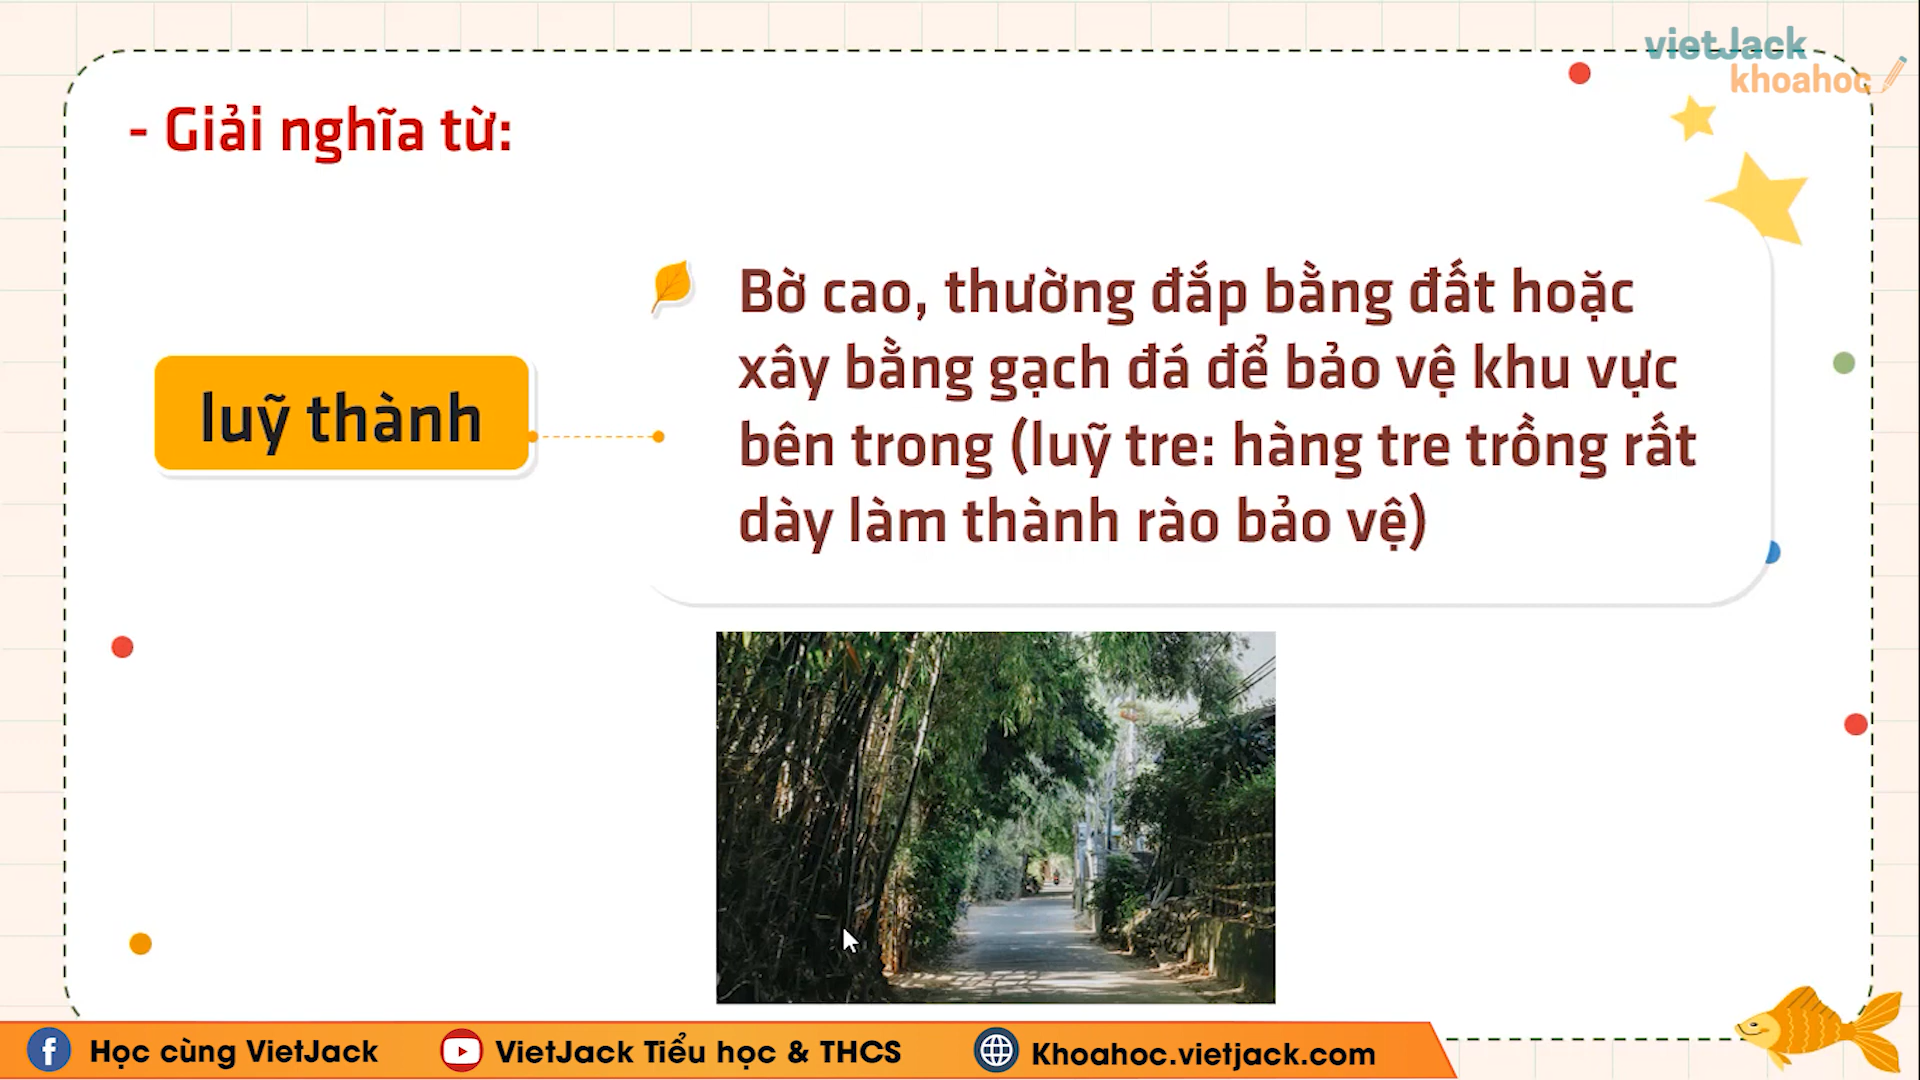 vietJack
khoahoc
- Giải nghĩa từ:
luỹ thành
Bờ cao, thường đắp bằng đất hoặc
xây bằng gạch đá để bảo vệ khu vực
bên trong (luỹ tre: hàng tre trồng rất
dày làm thành rào bảo vệ)
Học cùng VietJack
VietJack Tiểu học & THCS
Khoahoc.vietjack.com